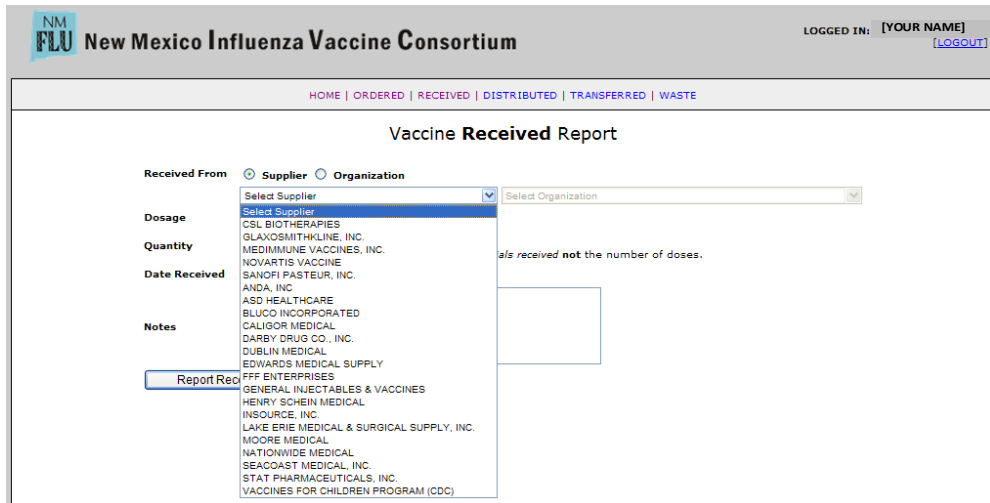 NM
FLU New Mexico Influenza Vaccine Consortium
LOGGED IN: [YOUR NAME]
[LOGOUT]
HOME | ORDERED | RECEIVED | DISTRIBUTED | TRANSFERRED | WASTE
Vaccine Received Report
Received From Supplier Organization
Select Supplier Select Organization
Select Supplier
CSL BIOTHERAPIES
Dosage
GLAXOSMITHKLINE, INC.
MEDIMMUNE VACCINES, INC.
Quantity als received not the number of doses.
NOVARTIS VACCINE
SANOFI PASTEUR, INC.
Date Received
ANDA, INC
ASD HEALTHCARE
BLUCO INCORPORATED
CALIGOR MEDICAL
Notes
DARBY DRUG CO., INC.
DUBLIN MEDICAL
EDWARDS MEDICAL SUPPLY
Report Rec
FFF ENTERPRISES
GENERAL INJECTABLES & VACCINES
HENRY SCHEIN MEDICAL
INSOURCE, INC.
LAKE ERIE MEDICAL & SURGICAL SUPPLY, INC.
MOORE MEDICAL
NATIONWIDE MEDICAL
SEACOAST MEDICAL, INC.
STAT PHARMACEUTICALS, INC.
VACCINES FOR CHILDREN PROGRAM (CDC)